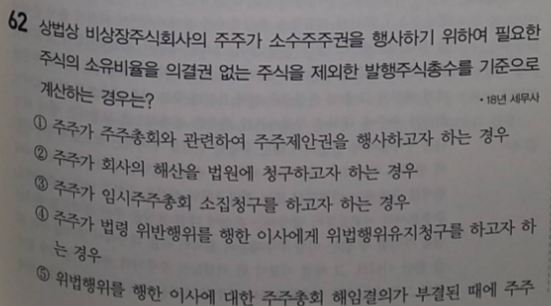 62 상법상 비상장주식회사의 주주가 소수주주권을 행사하기 위하여 필요한
주식의 소유비율을 의결권 없는 주식을 제외한 발행주식총수를 기준으로
계산하는 경우는?
• 18년 세무사
① 주주가 주주총회와 관련하여 주주제안권을 행사하고자 하는 경우
② 주주가 회사의 해산을 법원에 청구하고자 하는 경우
③ 주주가 임시주주총회 소집청구를 하고자 하는 경우
④ 주주가 법령 위반행위를 행한 이사에게 위법행위유지청구를 하고자 하
는 경우
⑤ 위법행위를 행한 이사에 대한 주주총회 해임결의가 부결된 때에 주주